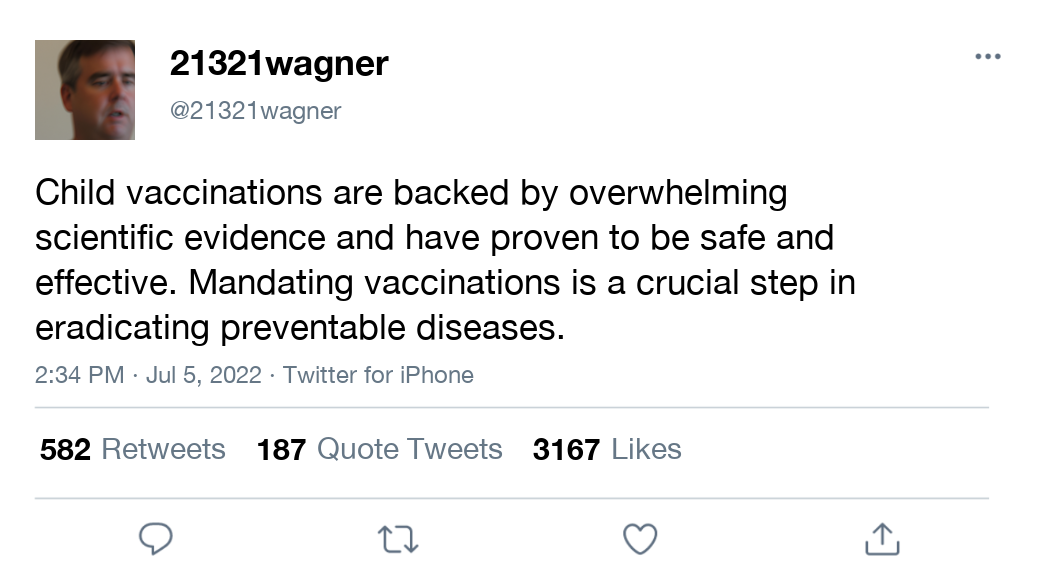 21321wagner
@21321wagner
Child vaccinations are backed by overwhelming
scientific evidence and have proven to be safe and
effective. Mandating vaccinations is a crucial step in
eradicating preventable diseases.
2:34 PM · Jul 5, 2022 · Twitter for iPhone
582 Retweets 187 Quote Tweets 3167 Likes